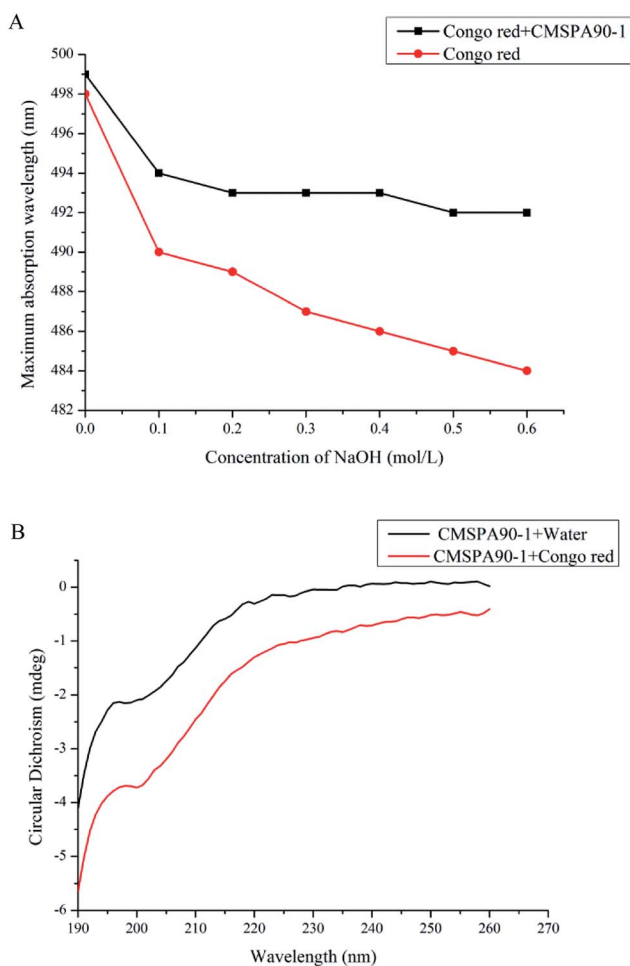 A
Congo red+CMSPA90-1
Congo red
500
498
496
494
492
490
488
486
484
482
Maximum absorption wavelength (nm)
0.0 0.1 0.2 0.3 0.4 0.5 0.6
Concentration of NaOH (mol/L)
B
CMSPA90-1+Water
CMSPA90-1+Congo red
0
-1
-2
-3
-4
-5
-6
Circular Dichroism (mdeg)
190 200 210 220 230 240 250 260 270
Wavelength (nm)